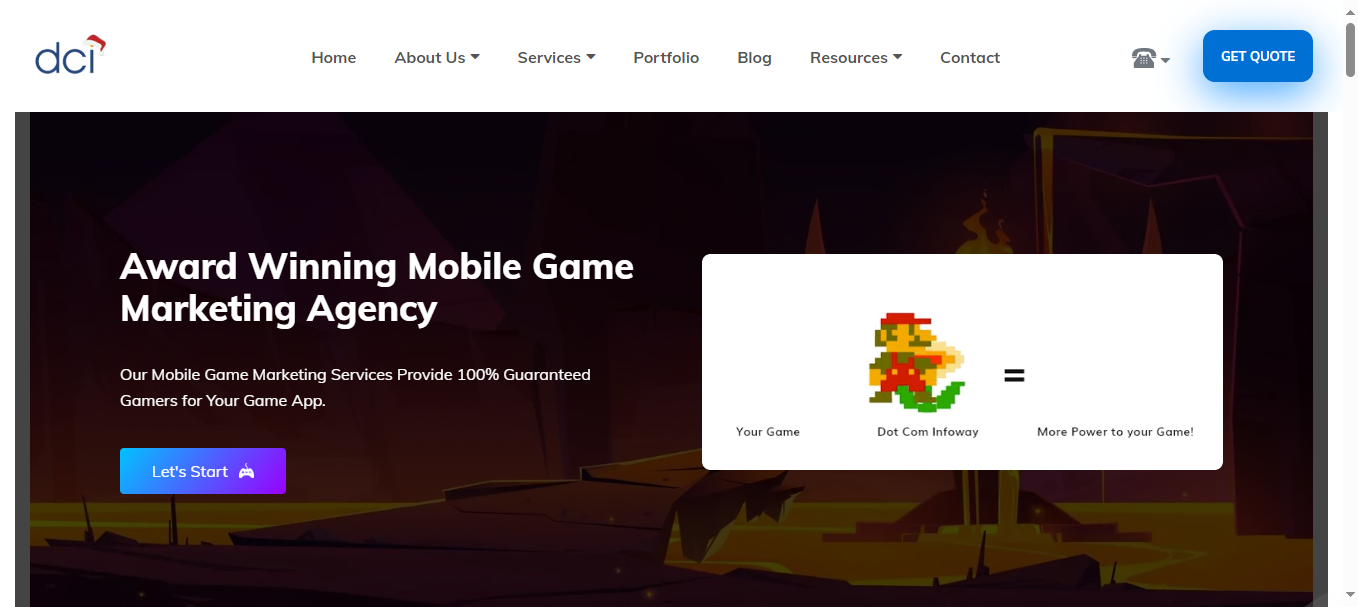 dci
Home
About Us
Services
Portfolio
Blog
Resources
Contact
GET QUOTE
Award Winning Mobile Game
Marketing Agency
Our Mobile Game Marketing Services Provide 100% Guaranteed
Gamers for Your Game App.
Let's Start
=
Your Game
Dot Com Infoway
More Power to your Game!